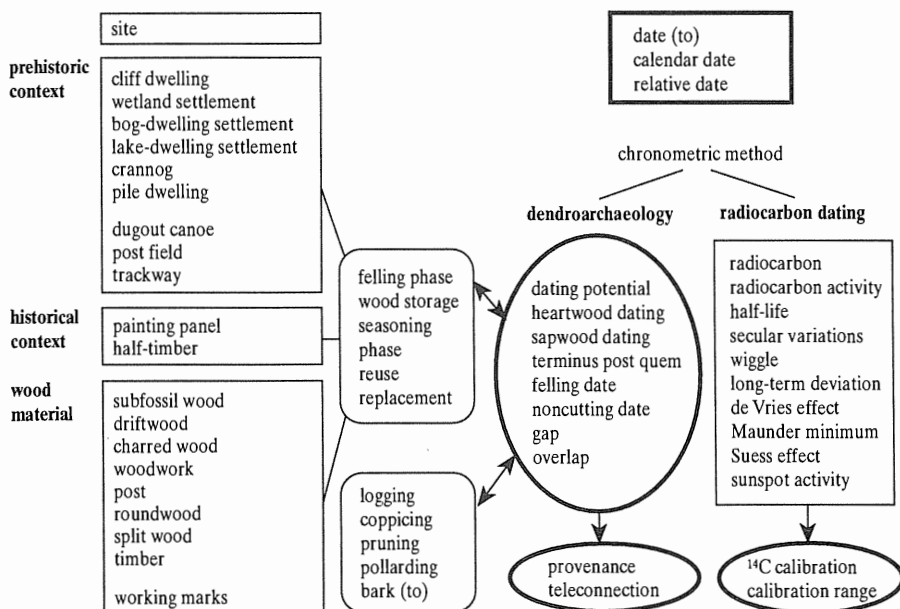 site
prehistoric
context
cliff dwelling
wetland settlement
bog-dwelling settlement
lake-dwelling settlement
crannog
pile dwelling
dugout canoe
post field
trackway
historical
context
painting panel
half-timber
wood
material
subfossil wood
driftwood
charred wood
woodwork
post
roundwood
split wood
timber
working marks
felling phase
wood storage
seasoning
phase
reuse
replacement
logging
coppicing
pruning
pollarding
bark (to)
date (to)
calendar date
relative date
chronometric method
dendroarchaeology
dating potential
heartwood dating
sapwood dating
terminus post quem
felling date
noncutting date
gap
overlap
provenance
teleconnection
radiocarbon dating
radiocarbon
radiocarbon activity
half-life
secular variations
wiggle
long-term deviation
de Vries effect
Maunder minimum
Suess effect
sunspot activity
¹⁴C calibration
calibration range